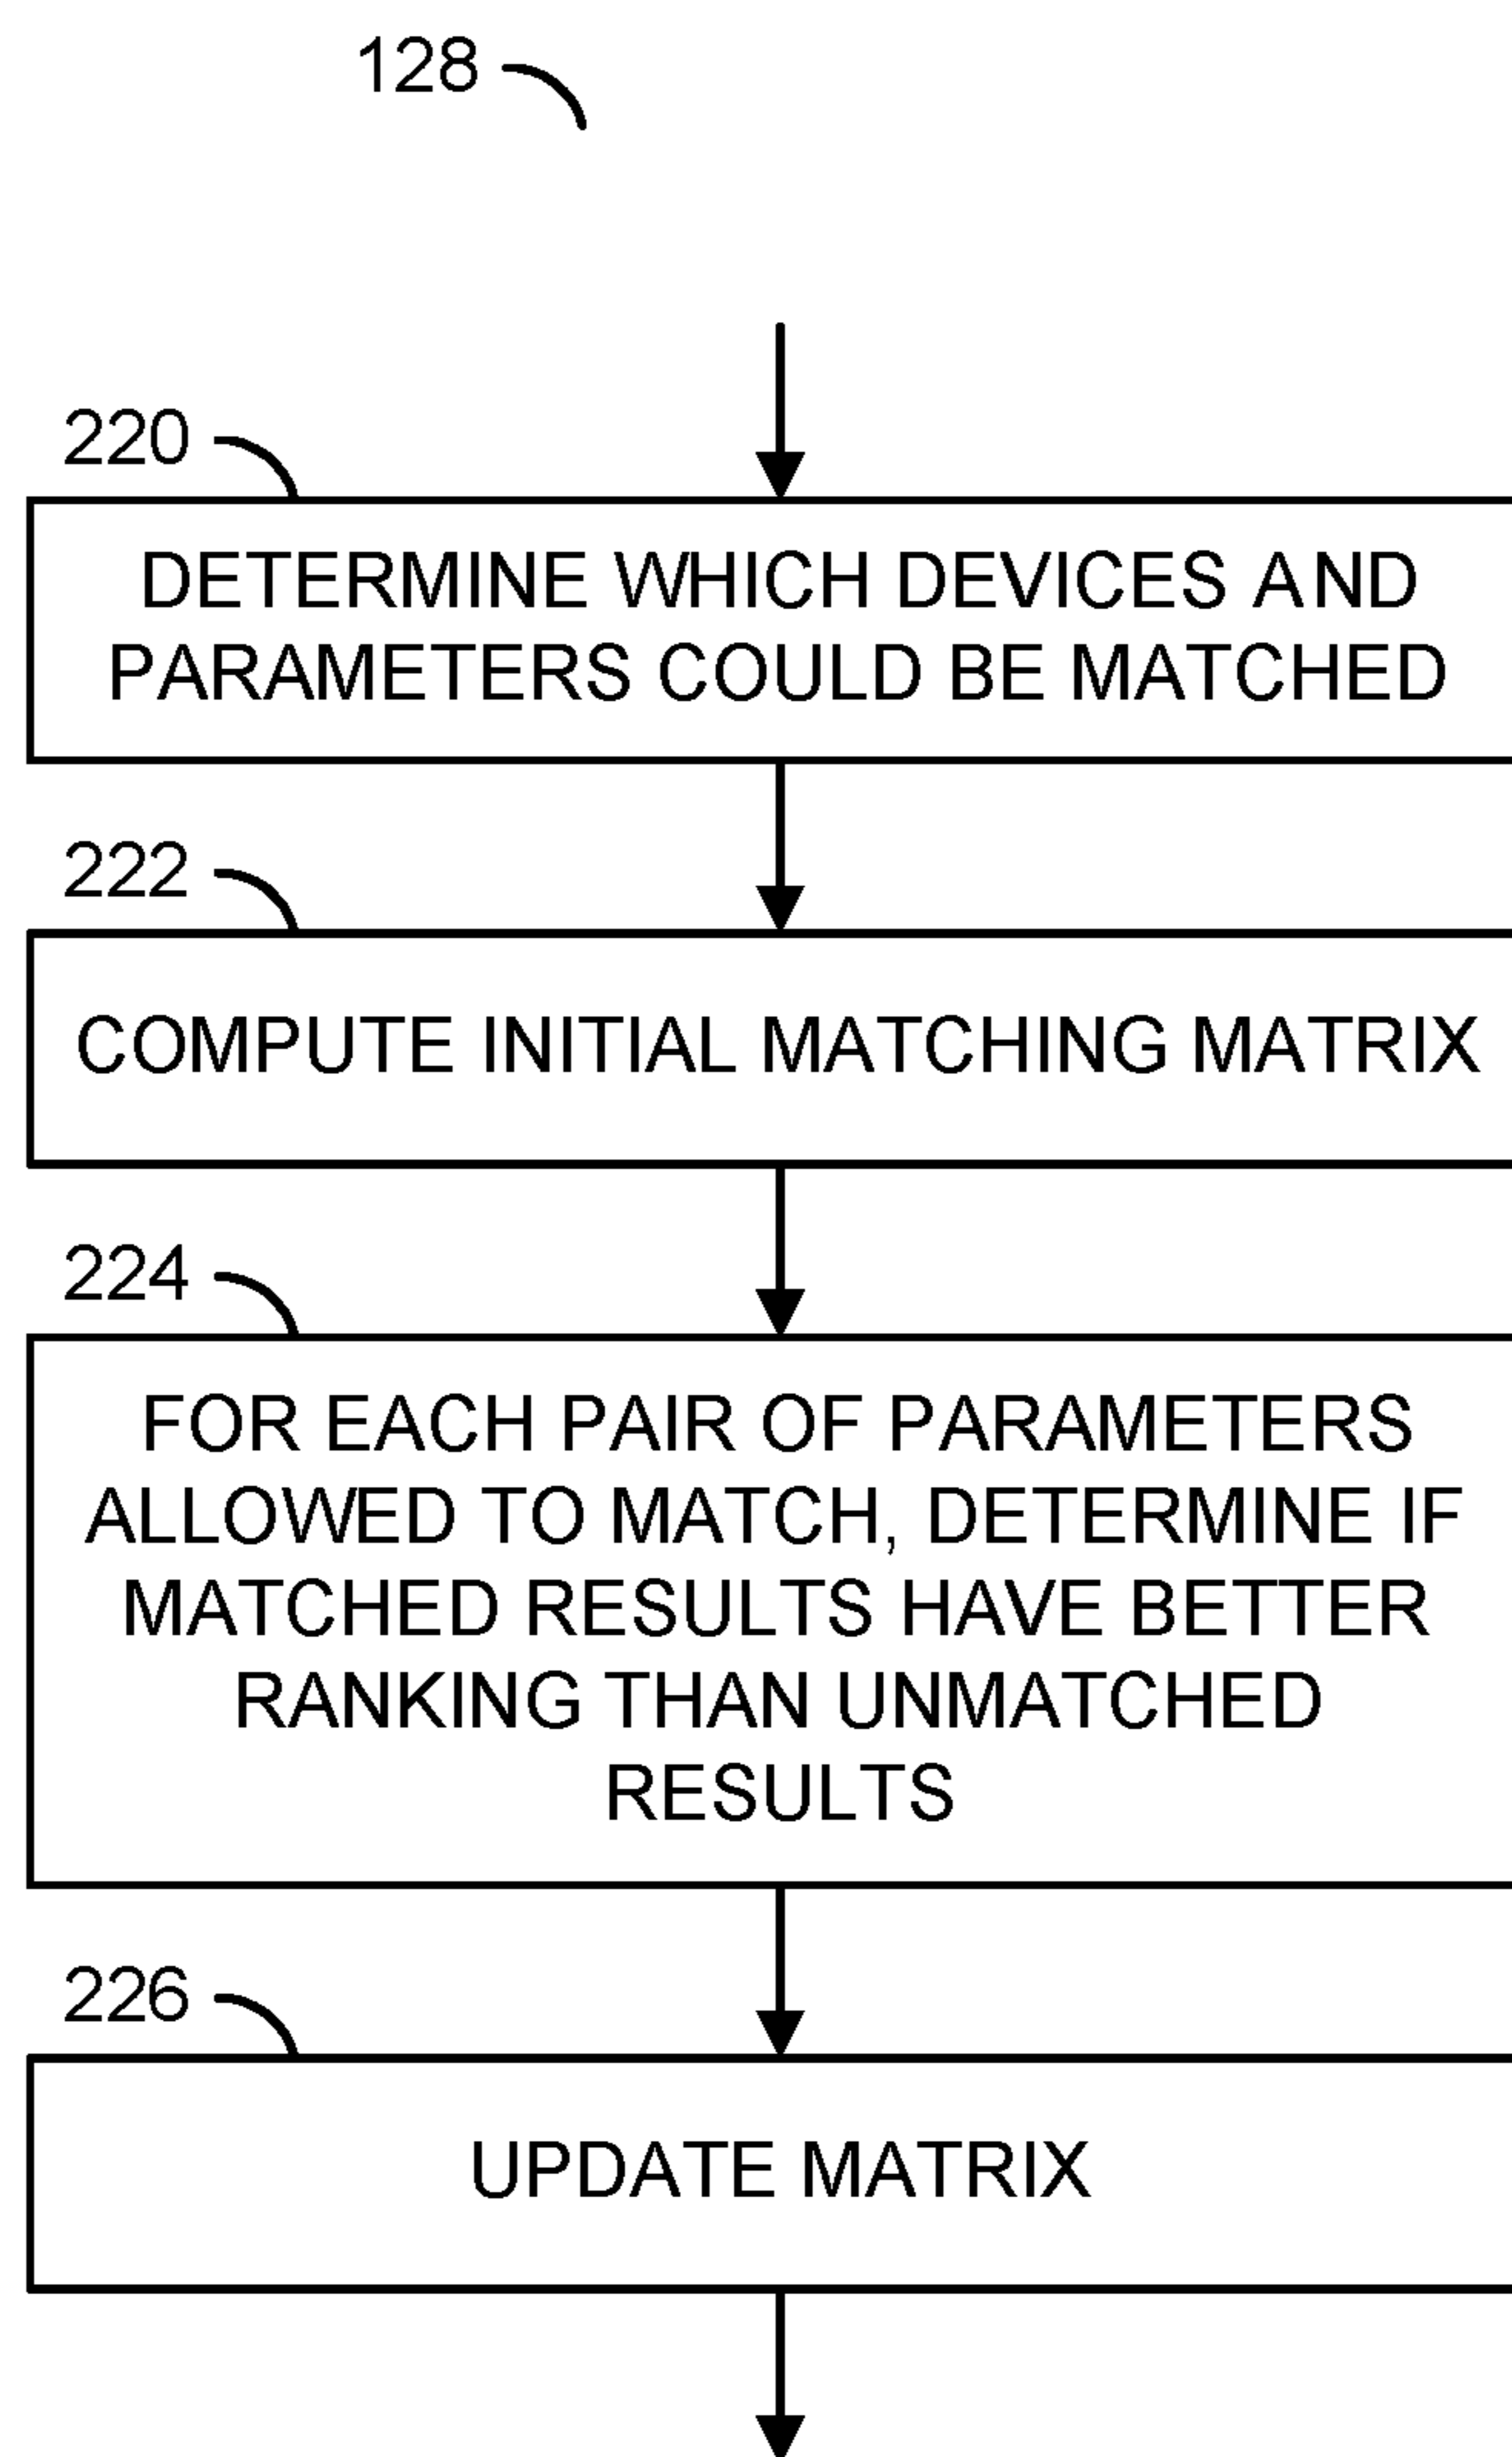 128
220
DETERMINE WHICH DEVICES AND
PARAMETERS COULD BE MATCHED
222
COMPUTE INITIAL MATCHING MATRIX
224
FOR EACH PAIR OF PARAMETERS
ALLOWED TO MATCH, DETERMINE IF
MATCHED RESULTS HAVE BETTER
RANKING THAN UNMATCHED
RESULTS
226
UPDATE MATRIX